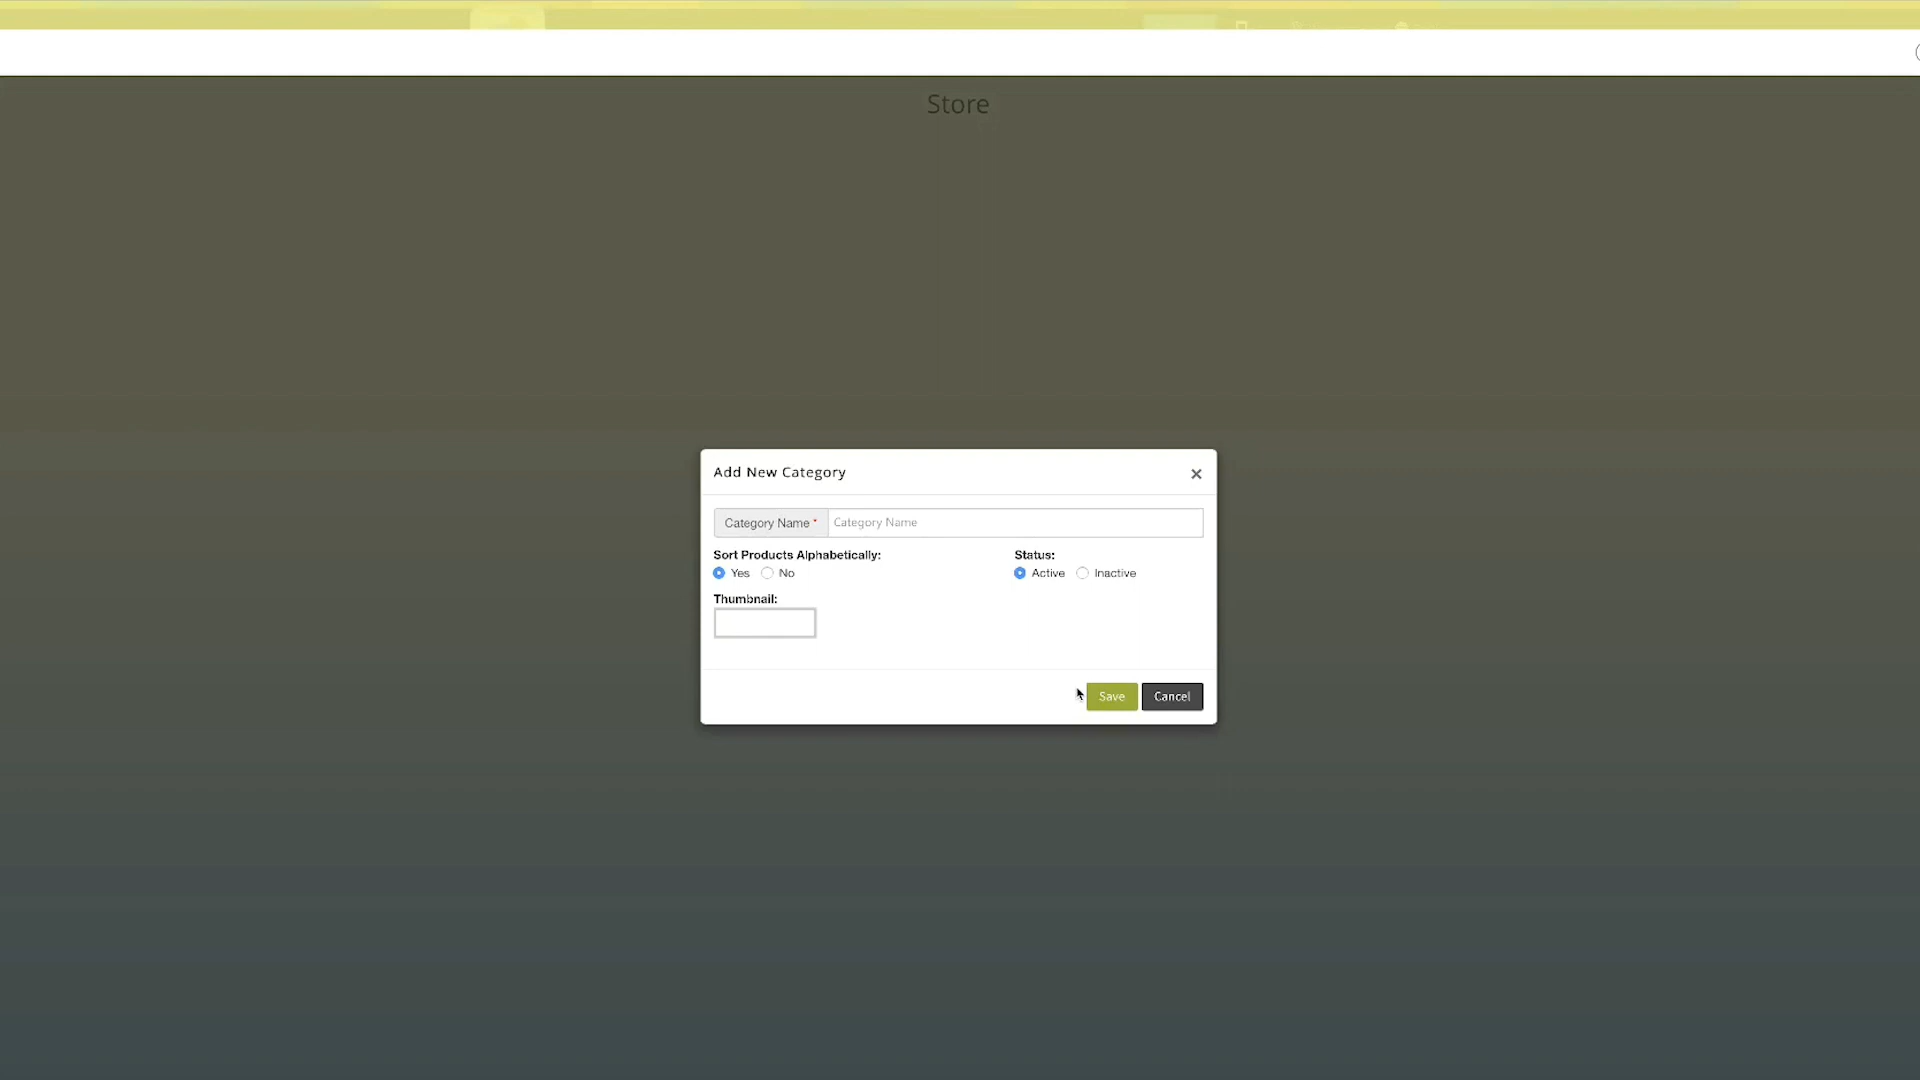 Store
Add New Category
Category Name * Category Name
Sort Products Alphabetically: Status:
Yes No Active Inactive
Thumbnail:
Save Cancel